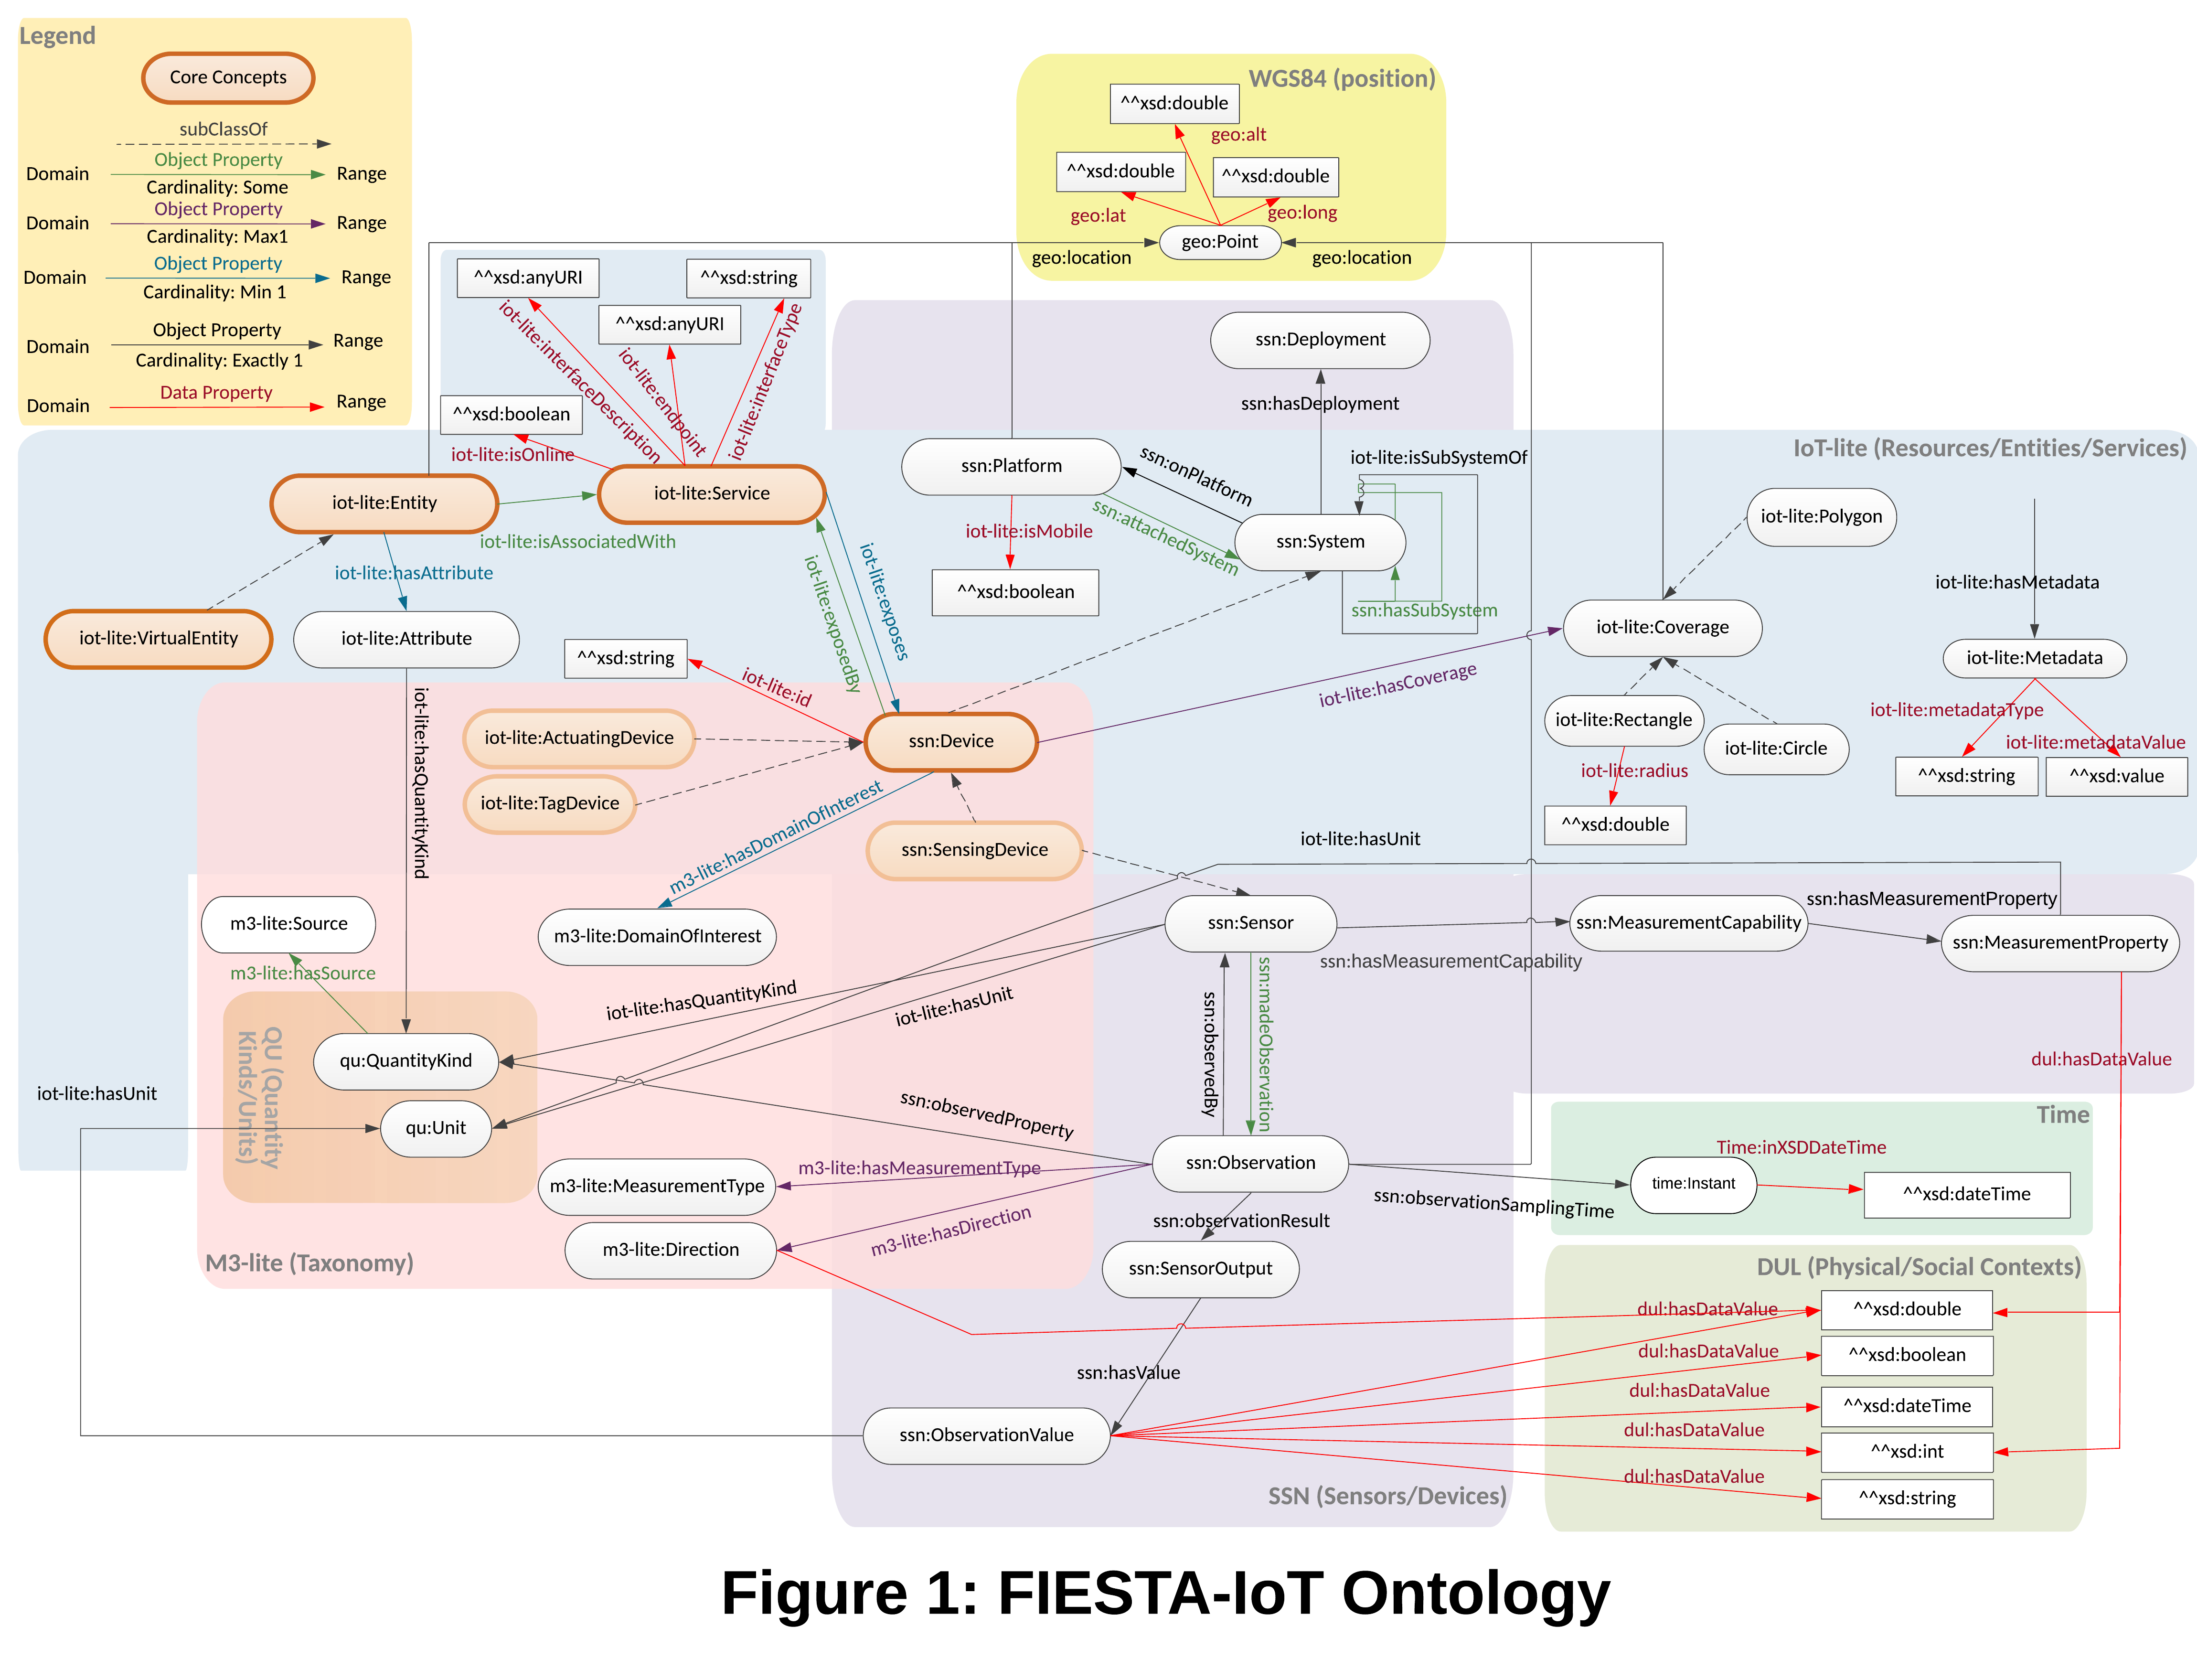 Legend
Core Concepts
subClassOf
Object Property
Domain
Range
Cardinality: Some
Object Property
Domain
Range
Cardinality: Max1
Object Property
Domain
Range
Cardinality: Min 1
Object Property
Domain
Range
Cardinality: Exactly 1
Data Property
Domain
Range
WGS84 (position)
^^xsd:double
geo:alt
^^xsd:double
^^xsd:double
geo:lat
geo:long
geo:Point
geo:location
geo:location
^^xsd:anyURI
^^xsd:string
^^xsd:anyURI
iot-lite:interfaceDescription
iot-lite:endpoint
iot-lite:interfaceType
^^xsd:boolean
iot-lite:isOnline
ssn:Deployment
ssn:hasDeployment
IoT-lite (Resources/Entities/Services)
iot-lite:Entity
iot-lite:Service
iot-lite:isAssociatedWith
iot-lite:hasAttribute
iot-lite:VirtualEntity
iot-lite:Attribute
iot-lite:exposedBy
iot-lite:exposes
ssn:Platform
ssn:onPlatform
iot-lite:isSubSystemOf
ssn:attachedSystem
iot-lite:isMobile
ssn:System
^^xsd:boolean
ssn:hasSubSystem
iot-lite:Polygon
iot-lite:hasMetadata
iot-lite:Coverage
iot-lite:Metadata
iot-lite:hasCoverage
iot-lite:Rectangle
iot-lite:Circle
iot-lite:metadataType
iot-lite:metadataValue
iot-lite:radius
^^xsd:string
^^xsd:value
^^xsd:double
^^xsd:string
iot-lite:id
iot-lite:hasQuantityKind
iot-lite:ActuatingDevice
ssn:Device
iot-lite:TagDevice
m3-lite:hasDomainOfInterest
ssn:SensingDevice
iot-lite:hasUnit
m3-lite:Source
m3-lite:DomainOfInterest
ssn:Sensor
ssn:MeasurementCapability
ssn:hasMeasurementProperty
ssn:MeasurementProperty
ssn:hasMeasurementCapability
m3-lite:hasSource
iot-lite:hasQuantityKind
iot-lite:hasUnit
ssn:observedBy
ssn:madeObservation
QU (Quantity
Kinds/Units)
qu:QuantityKind
iot-lite:hasUnit
qu:Unit
dul:hasDataValue
ssn:observedProperty
m3-lite:hasMeasurementType
m3-lite:MeasurementType
ssn:Observation
m3-lite:hasDirection
m3-lite:Direction
M3-lite (Taxonomy)
ssn:observationSamplingTime
ssn:observationResult
ssn:SensorOutput
Time
Time:inXSDDateTime
time:Instant
^^xsd:dateTime
DUL (Physical/Social Contexts)
dul:hasDataValue
^^xsd:double
dul:hasDataValue
^^xsd:boolean
ssn:hasValue
dul:hasDataValue
^^xsd:dateTime
dul:hasDataValue
^^xsd:int
ssn:ObservationValue
dul:hasDataValue
^^xsd:string
SSN (Sensors/Devices)
Figure 1: FIESTA-IoT Ontology